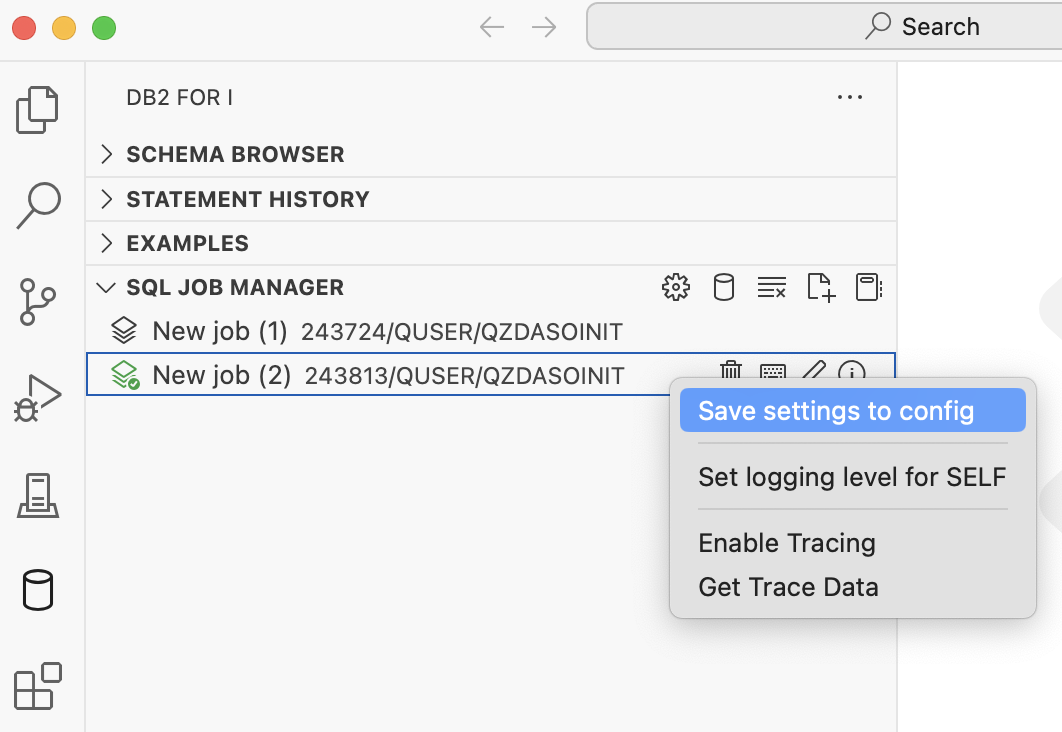 Search
DB2 FOR I
SCHEMA BROWSER
STATEMENT HISTORY
EXAMPLES
SQL JOB MANAGER
New job (1) 243724/QUSER/QZDASOINIT
New job (2) 243813/QUSER/QZDASOINIT
Save settings to config
Set logging level for SELF
Enable Tracing
Get Trace Data